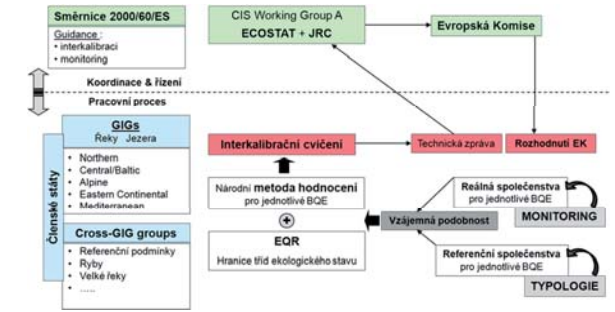 Směrnice 2000/60/ES
Guidance :
• interkalibraci
• monitoring
CIS Working Group A
ECOSTAT + JRC
Evropská Komise
Koordinace & řízení
Pracovní proces
Členské státy
GIGs
Řeky Jezera
• Northern
• Central/Baltic
• Alpine
• Eastern Continental
• Mediterranean
Cross-GIG groups
• Referenční podmínky
• Ryby
• Velké řeky
• .....
Interkalibrační cvičení
Technická zpráva
Rozhodnutí EK
Národní metoda hodnocení
pro jednotlivé BQE
+
EQR
Hranice tříd ekologického stavu
Vzájemná podobnost
Reálná společenstva
pro jednotlivé BQE
MONITORING
Referenční společenstva
pro jednotlivé BQE
TYPOLOGIE